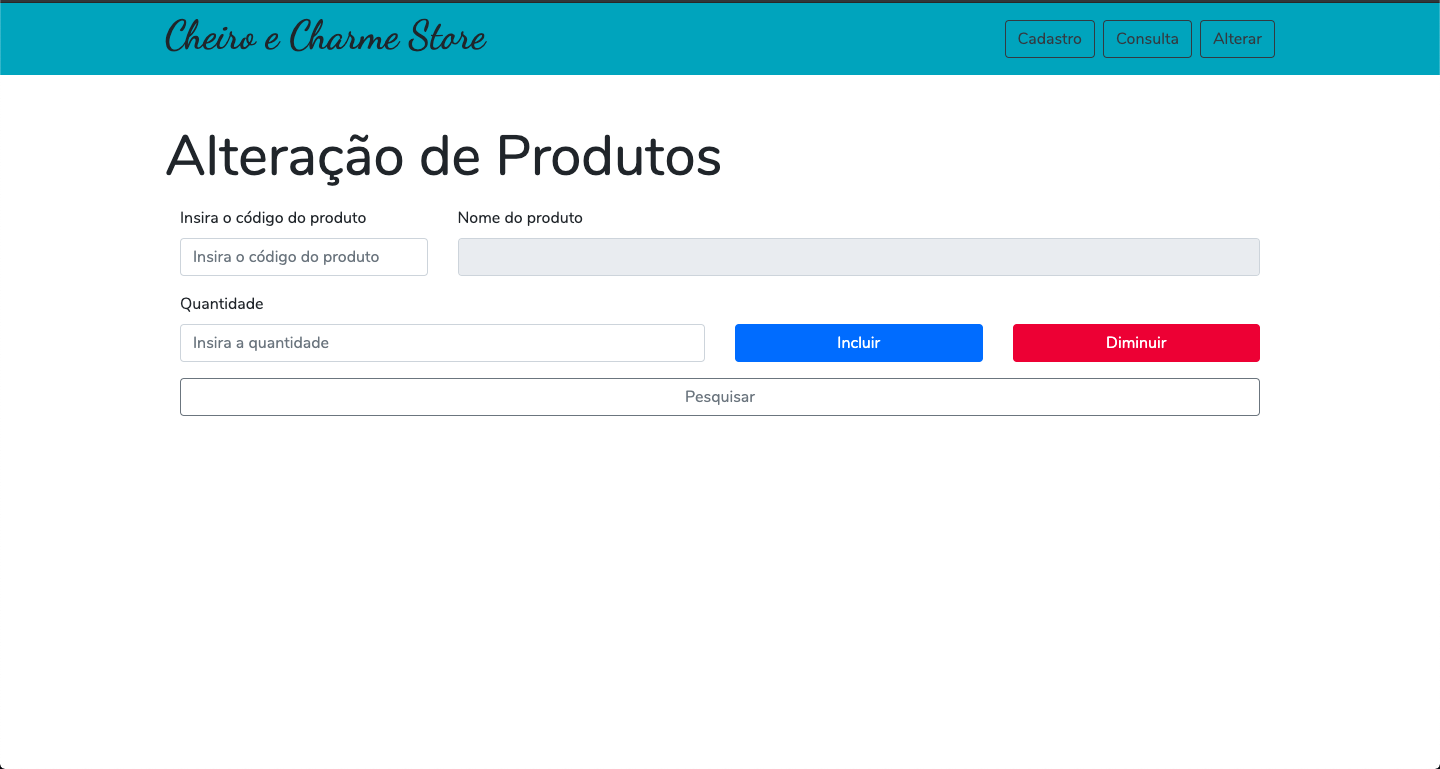 Cheiro e Charme Store
Cadastro Consulta Alterar
Alteração de Produtos
Insira o código do produto Nome do produto
Insira o código do produto
Quantidade
Insira a quantidade Incluir Diminuir
Pesquisar